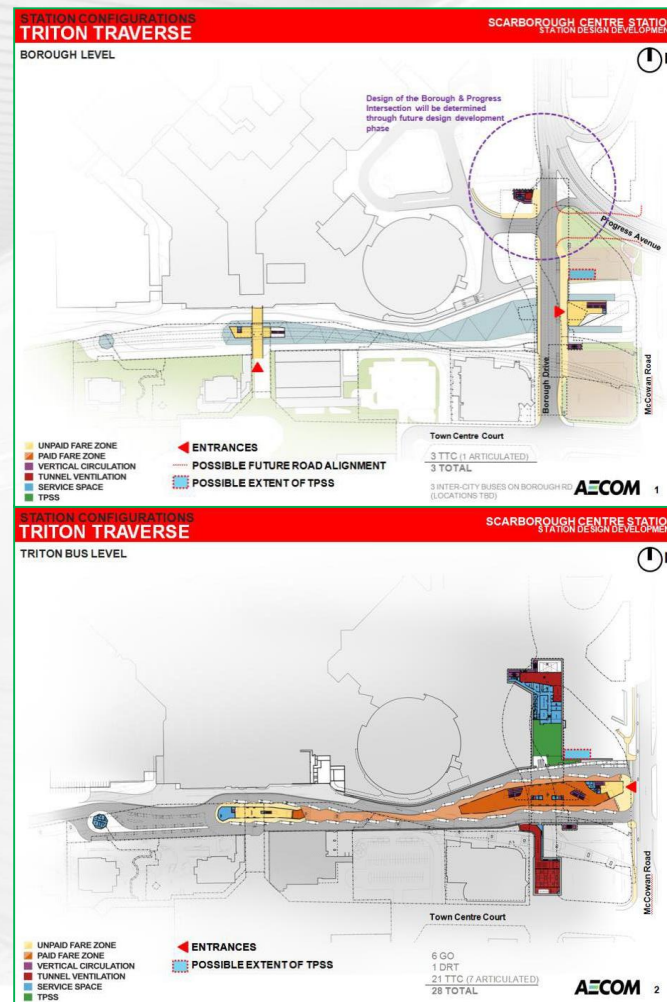 STATION CONFIGURATIONS
TRITON TRAVERSE
SCARBOROUGH CENTRE STATIO
STATION DESIGN DEVELOPMEN
BOROUGH LEVEL
Design of the Borough & Progress
Intersection will be determined
through future design development
phase
Progress Avenue
Borough Drive
McCowan Road
Town Centre Court
UNPAID FARE ZONE
PAID FARE ZONE
VERTICAL CIRCULATION
TUNNEL VENTILATION
SERVICE SPACE
TPSS
ENTRANCES
POSSIBLE FUTURE ROAD ALIGNMENT
POSSIBLE EXTENT OF TPSS
3 TTC (1 ARTICULATED)
3 TOTAL
3 INTER-CITY BUSES ON BOROUGH RD
(LOCATIONS TBD)
AECOM 1
STATION CONFIGURATIONS
TRITON TRAVERSE
SCARBOROUGH CENTRE STATIO
STATION DESIGN DEVELOPMEN
TRITON BUS LEVEL
McCowan Road
Town Centre Court
UNPAID FARE ZONE
PAID FARE ZONE
VERTICAL CIRCULATION
TUNNEL VENTILATION
SERVICE SPACE
TPSS
ENTRANCES
POSSIBLE EXTENT OF TPSS
6 GO
1 DRT
21 TTC (7 ARTICULATED)
28 TOTAL
AECOM 2